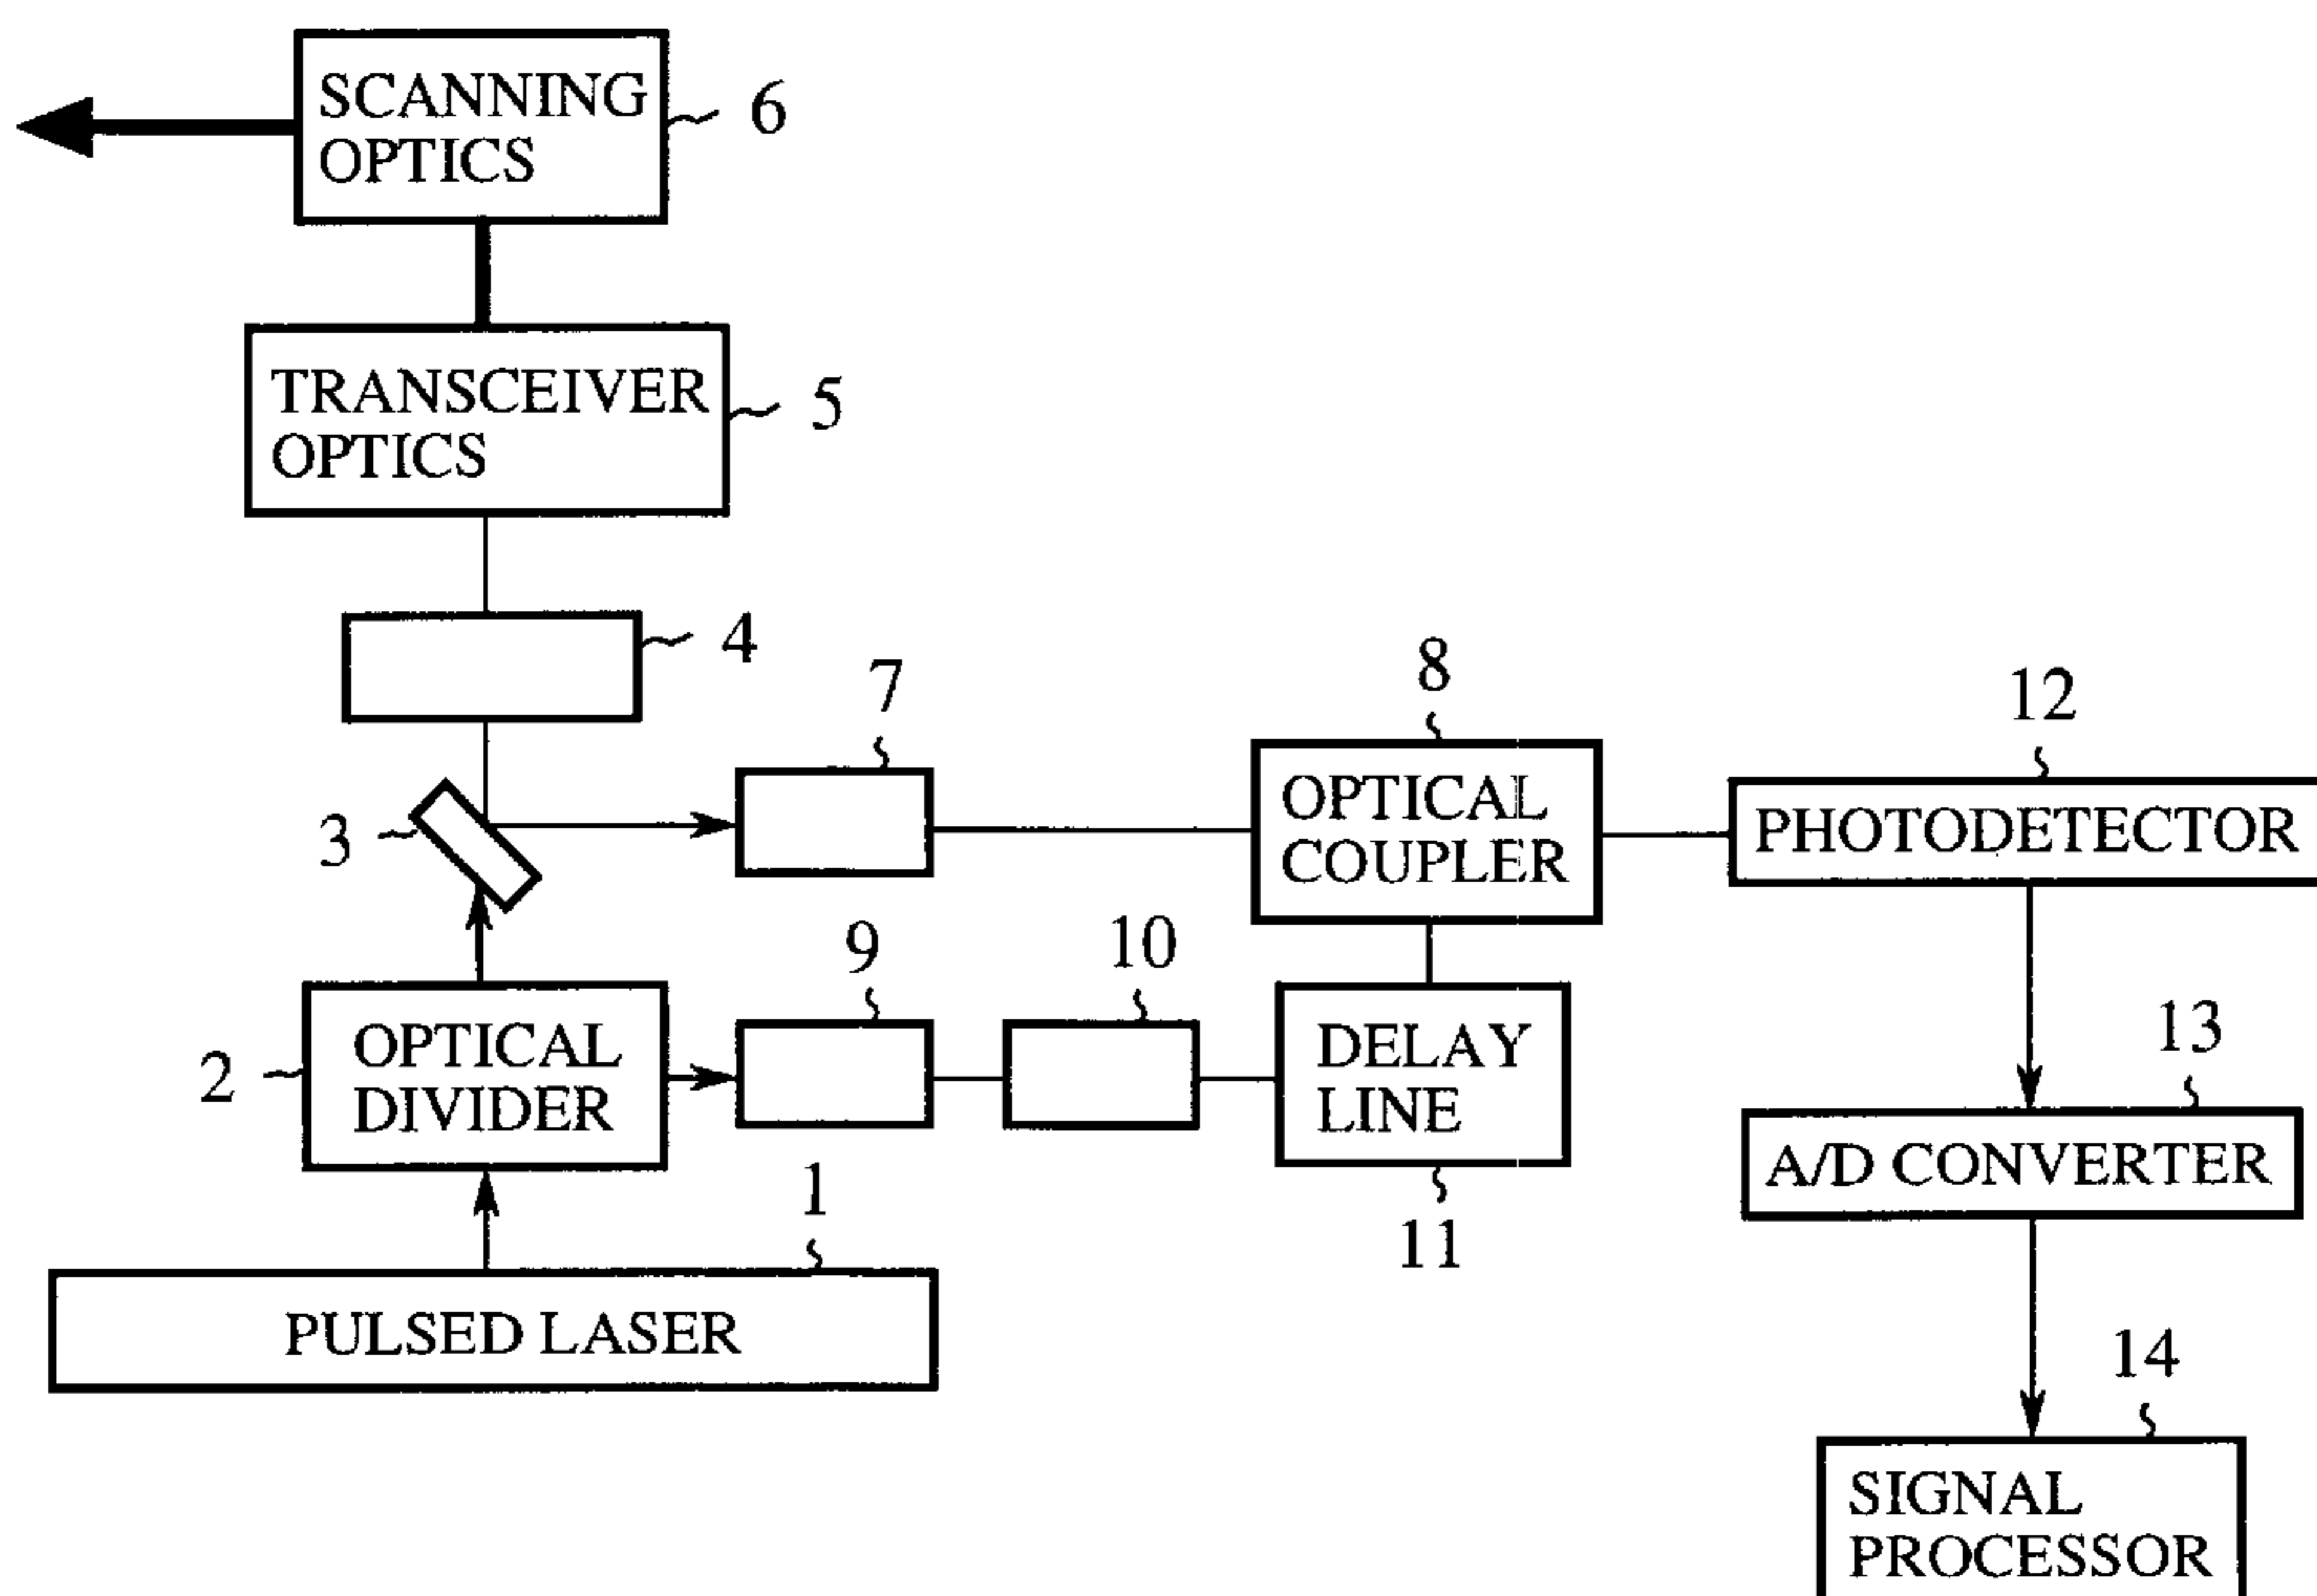 SCANNING
OPTICS
6
TRANSCEIVER
OPTICS
5
4
7
8
12
3
OPTICAL
COUPLER
PHOTODETECTOR
9
10
2
OPTICAL
DIVIDER
DELAY
LINE
13
11
A/D CONVERTER
1
PULSED LASER
14
SIGNAL
PROCESSOR